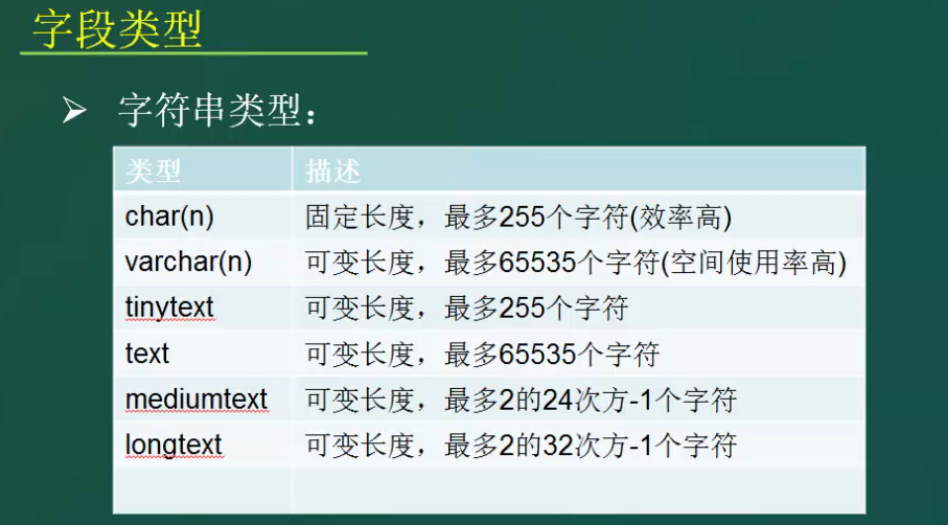 字段类型
➢ 字符串类型：
类型 描述
char(n) 固定长度，最多255个字符(效率高)
varchar(n) 可变长度，最多65535个字符(空间使用率高)
tinytext 可变长度，最多255个字符
text 可变长度，最多65535个字符
mediumtext 可变长度，最多2的24次方-1个字符
longtext 可变长度，最多2的32次方-1个字符